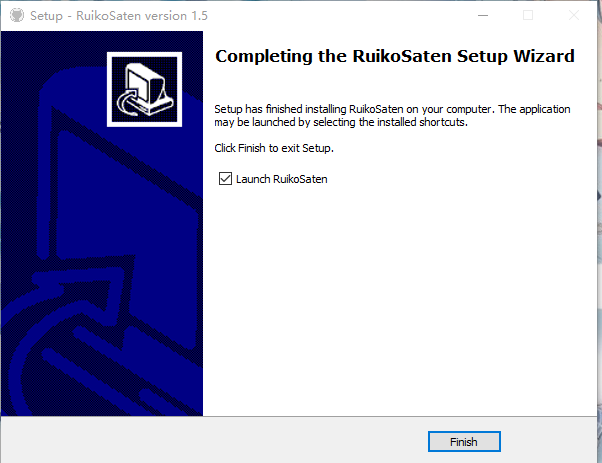 Setup - RuikoSaten version 1.5
Completing the RuikoSaten Setup Wizard
Setup has finished installing RuikoSaten on your computer. The application
may be launched by selecting the installed shortcuts.
Click Finish to exit Setup.
Launch RuikoSaten
Finish